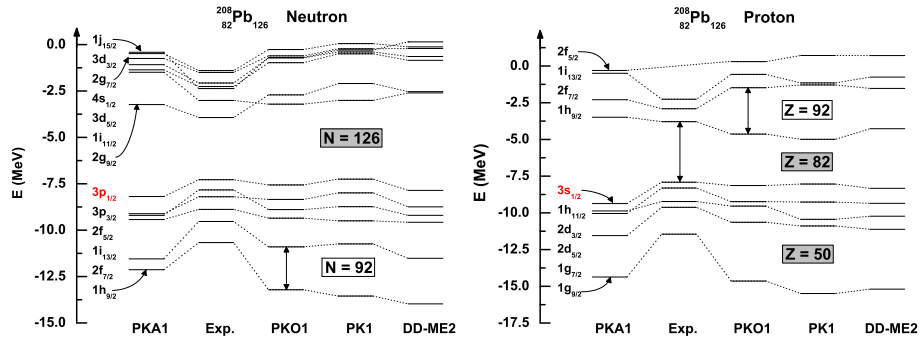 ²⁰⁸₈₂Pb₁₂₆ Neutron
E (MeV)
0.0
-2.5
-5.0
-7.5
-10.0
-12.5
-15.0
1j₁₅/₂
3d₃/₂
2g₇/₂
4s₁/₂
3d₅/₂
1i₁₁/₂
2g₉/₂
3p₁/₂
3p₃/₂
2f₅/₂
1i₁₃/₂
2f₇/₂
1h₉/₂
N = 126
N = 92
PKA1 Exp. PKO1 PK1 DD-ME2
²⁰⁸₈₂Pb₁₂₆ Proton
E (MeV)
0.0
-2.5
-5.0
-7.5
-10.0
-12.5
-15.0
-17.5
2f₅/₂
1i₁₃/₂
2f₇/₂
1h₉/₂
3s₁/₂
1h₁₁/₂
2d₃/₂
2d₅/₂
1g₇/₂
1g₉/₂
Z = 92
Z = 82
Z = 50
PKA1 Exp. PKO1 PK1 DD-ME2